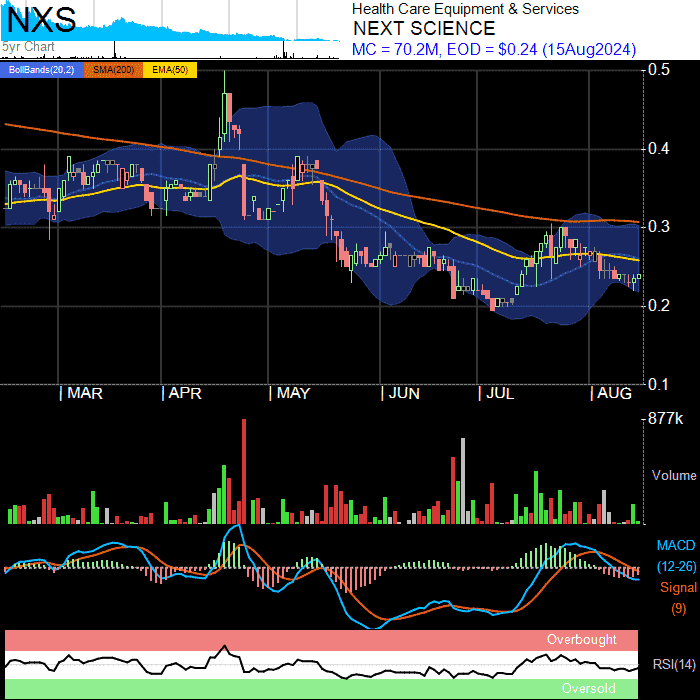 NXS
5yr Chart
Health Care Equipment & Services
NEXT SCIENCE
MC = 70.2M, EOD = $0.24 (15Aug2024)
BollBands(20,2) SMA(200) EMA(50)
0.5
0.4
0.3
0.2
0.1
| MAR | APR | MAY | JUN | JUL | AUG
877k
Volume
MACD
(12-26)
Signal
(9)
Overbought
RSI(14)
Oversold